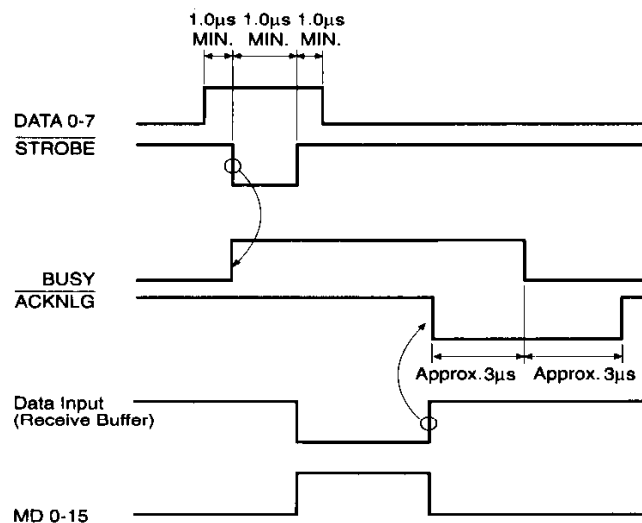 1.0µs 1.0µs 1.0µs
MIN. MIN. MIN.
DATA 0-7
STROBE
BUSY
ACKNLG
Approx. 3µs Approx. 3µs
Data Input
(Receive Buffer)
MD 0-15